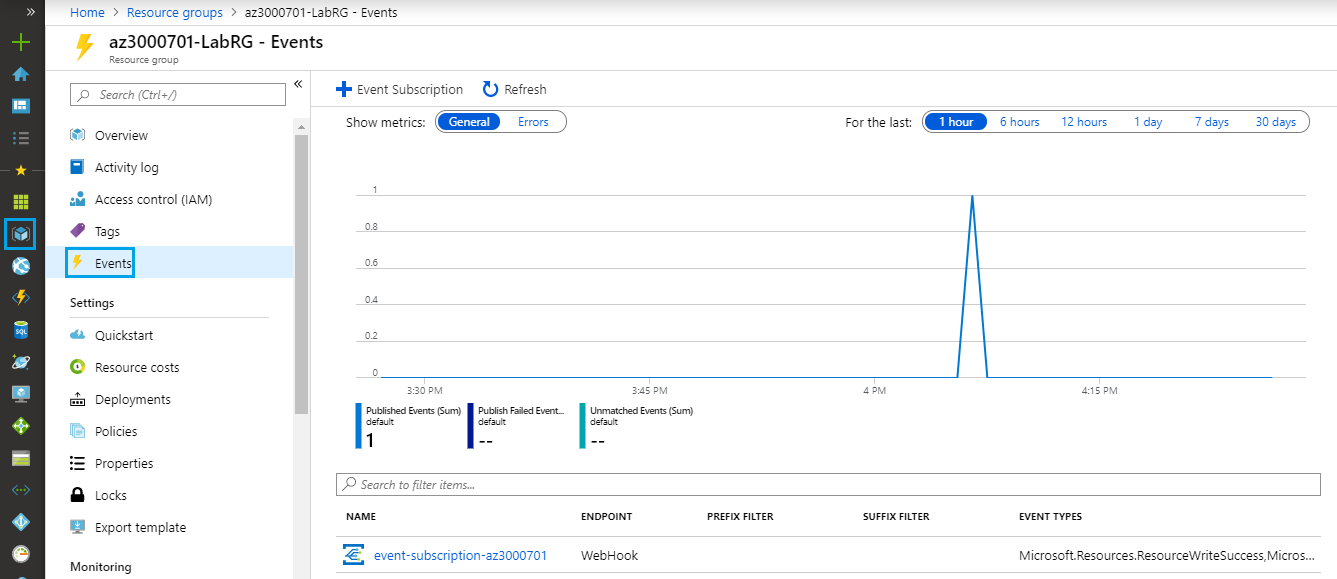 Home > Resource groups > az3000701-LabRG - Events
az3000701-LabRG - Events
Resource group
Search (Ctrl+/)
Overview
Activity log
Access control (IAM)
Tags
Events
Settings
Quickstart
Resource costs
Deployments
Policies
Properties
Locks
Export template
Monitoring
Event Subscription Refresh
Show metrics: General Errors
For the last: 1 hour 6 hours 12 hours 1 day 7 days 30 days
1
0.8
0.6
0.4
0.2
0
3:30 PM 3:45 PM 4 PM 4:15 PM
Published Events (Sum)
default
1
Publish Failed Event...
default
--
Unmatched Events (Sum)
default
--
Search to filter items...
NAME ENDPOINT PREFIX FILTER SUFFIX FILTER EVENT TYPES
event-subscription-az3000701 WebHook Microsoft.Resources.ResourceWriteSuccess,Micros...